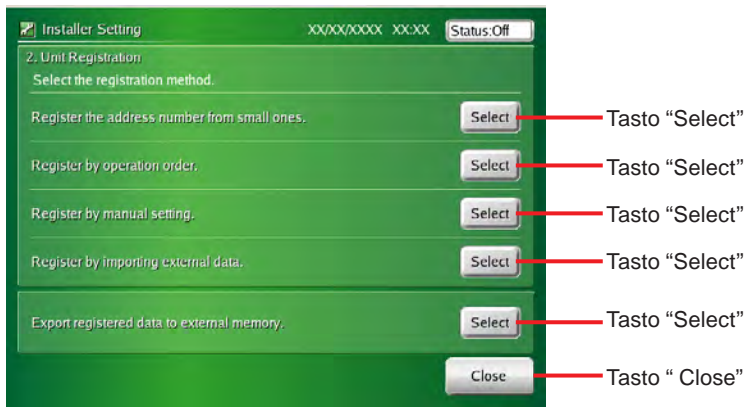 Installer Setting XX/XX/XXXX XX:XX Status:Off
2. Unit Registration
Select the registration method.
Register the address number from small ones. Select Tasto “Select”
Register by operation order. Select Tasto “Select”
Register by manual setting. Select Tasto “Select”
Register by importing external data. Select Tasto “Select”
Export registered data to external memory. Select Tasto “Select”
Close Tasto “ Close”